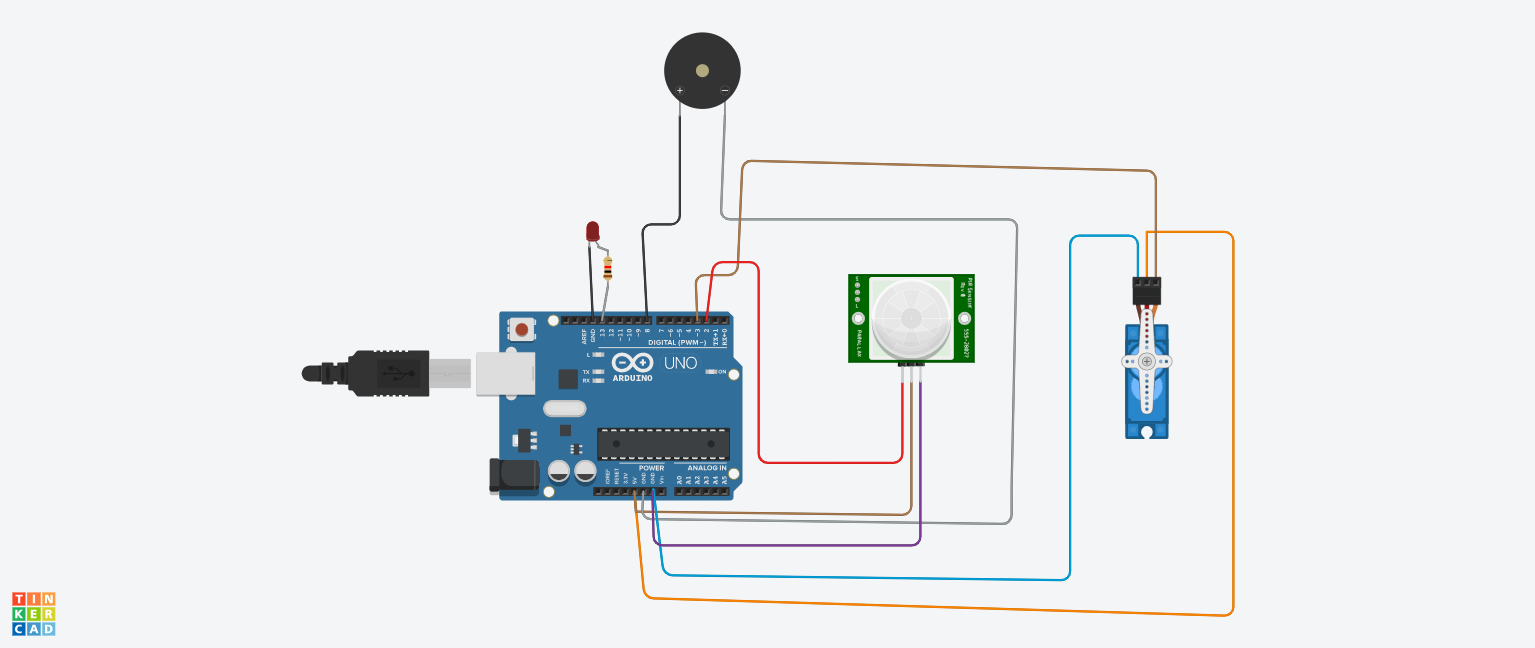 + −
PIR Sensor
Rev B
555-28027
PARALLAX
AREF
GND
13
12
~11
~10
~9
8
7
~6
~5
4
~3
2
TX→1
RX←0
DIGITAL (PWM~)
L
TX
RX
ARDUINO
UNO
ON
POWER
ANALOG IN
IOREF
RESET
3.3V
5V
GND
GND
Vin
A0
A1
A2
A3
A4
A5
TIN
KER
CAD